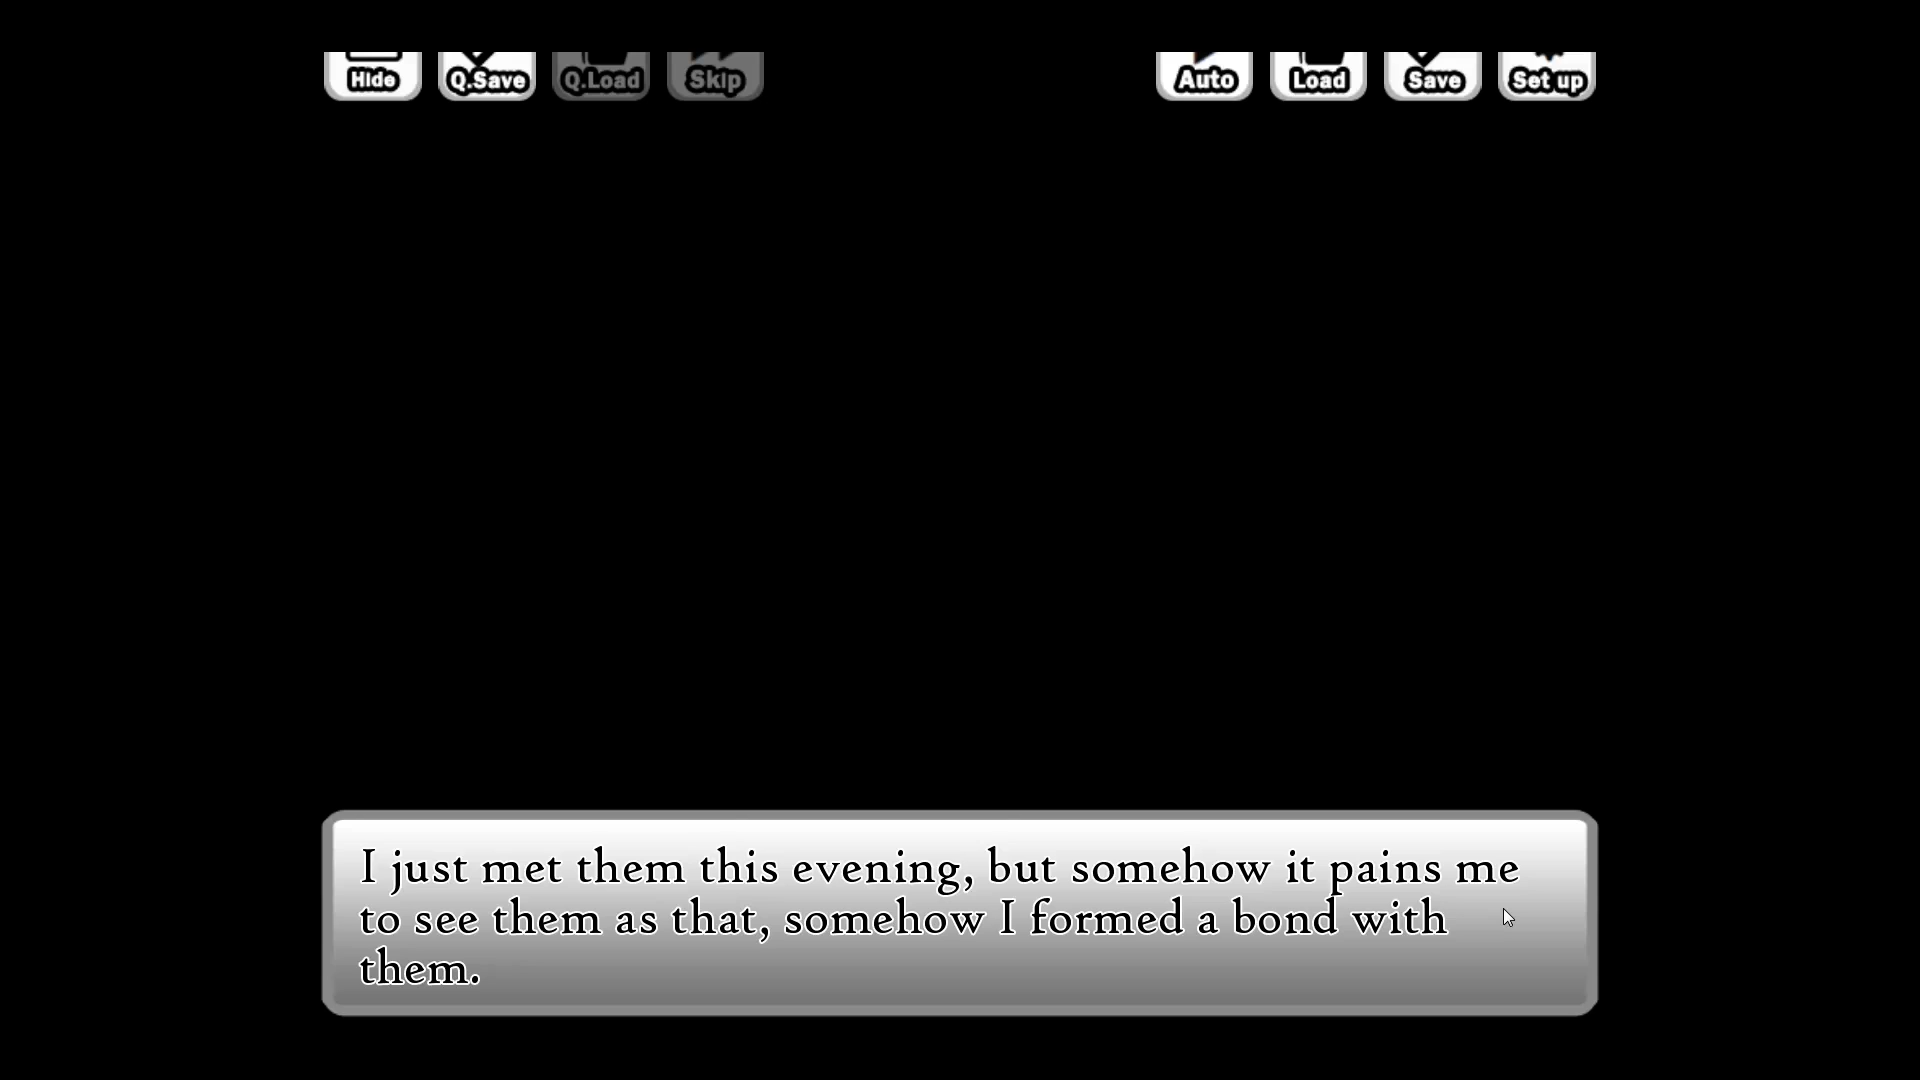 Hide Q.Save Q.Load Skip Auto Load Save Set up
I just met them this evening, but somehow it pains me
to see them as that, somehow I formed a bond with
them.